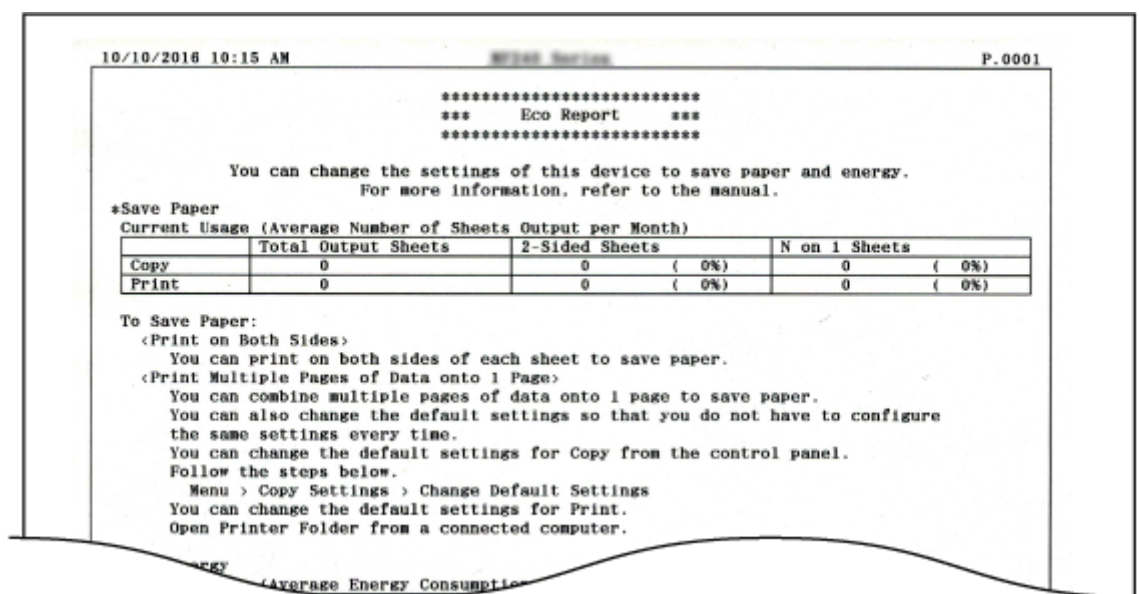 10/10/2016 10:15 AM P.0001
**************************
*** Eco Report ***
**************************
You can change the settings of this device to save paper and energy.
For more information, refer to the manual.
*Save Paper
Current Usage (Average Number of Sheets Output per Month)
Total Output Sheets 2-Sided Sheets N on 1 Sheets
Copy 0 0 ( 0%) 0 ( 0%)
Print 0 0 ( 0%) 0 ( 0%)
To Save Paper:
<Print on Both Sides>
You can print on both sides of each sheet to save paper.
<Print Multiple Pages of Data onto 1 Page>
You can combine multiple pages of data onto 1 page to save paper.
You can also change the default settings so that you do not have to configure
the same settings every time.
You can change the default settings for Copy from the control panel.
Follow the steps below.
Menu > Copy Settings > Change Default Settings
You can change the default settings for Print.
Open Printer Folder from a connected computer.
(Average Energy